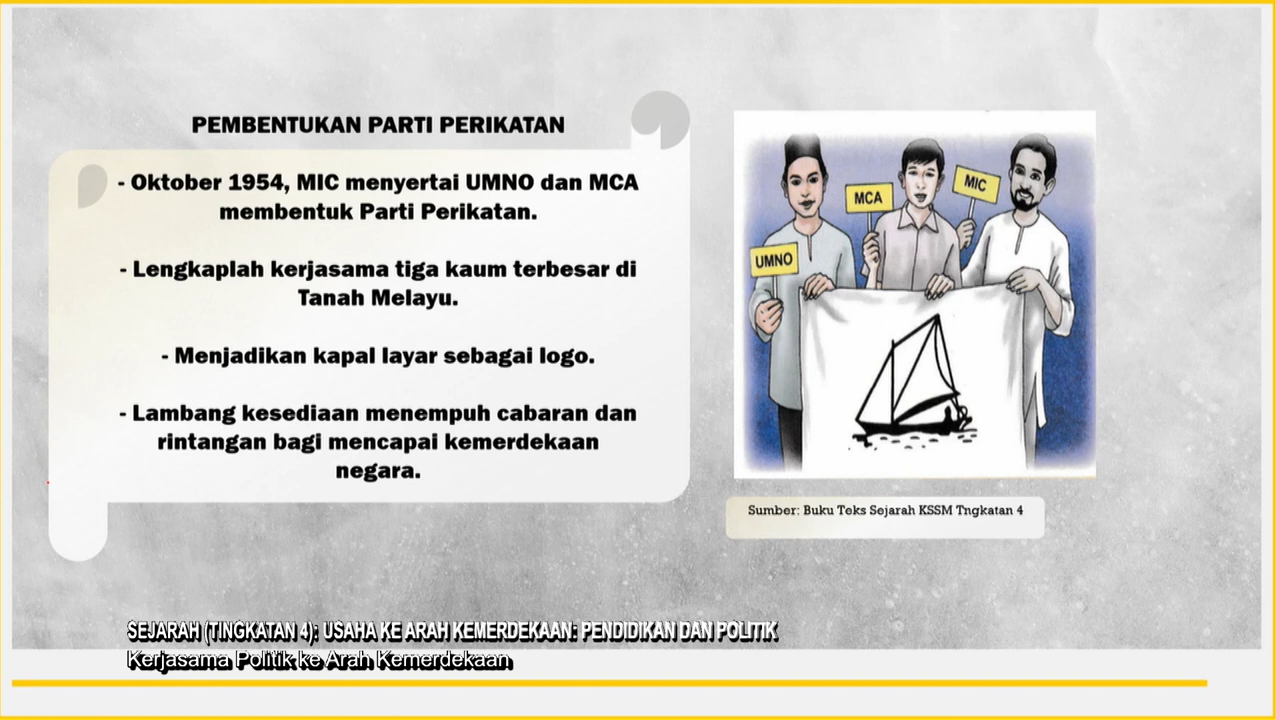 PEMBENTUKAN PARTI PERIKATAN
- Oktober 1954, MIC menyertai UMNO dan MCA
membentuk Parti Perikatan.
- Lengkaplah kerjasama tiga kaum terbesar di
Tanah Melayu.
- Menjadikan kapal layar sebagai logo.
- Lambang kesediaan menempuh cabaran dan
rintangan bagi mencapai kemerdekaan
negara.
UMNO
MCA
MIC
Sumber: Buku Teks Sejarah KSSM Tngkatan 4
SEJARAH (TINGKATAN 4): USAHA KE ARAH KEMERDEKAAN: PENDIDIKAN DAN POLITIK
Kerjasama Politik ke Arah Kemerdekaan